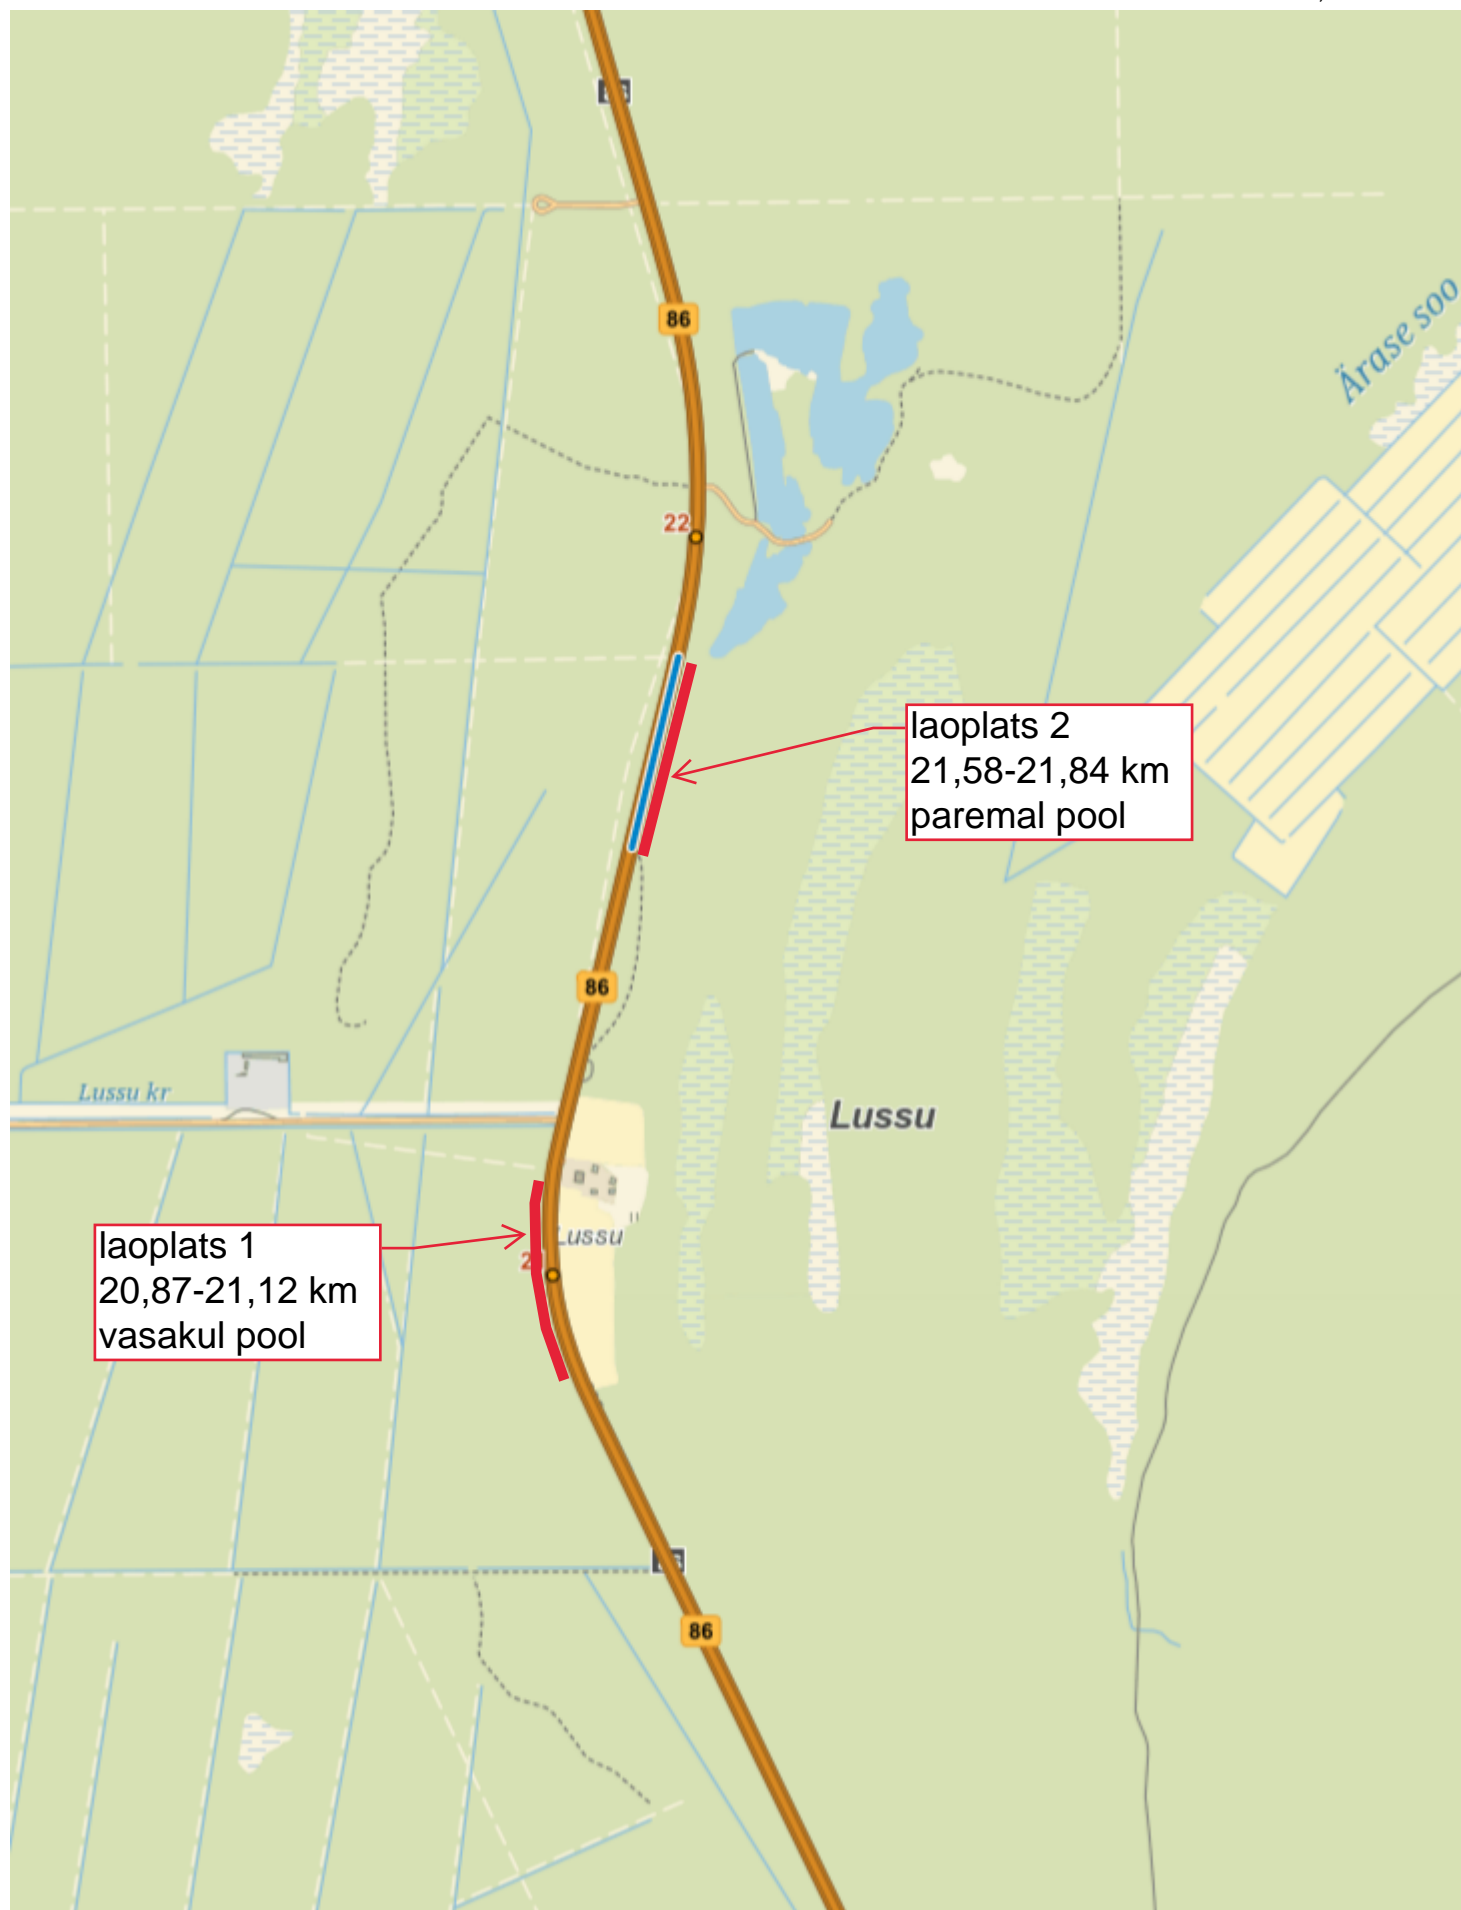 86
Ärase soo
22
laoplats 2
21,58-21,84 km
paremal pool
86
Lussu kr
Lussu
laoplats 1
20,87-21,12 km
vasakul pool
Lussu
86